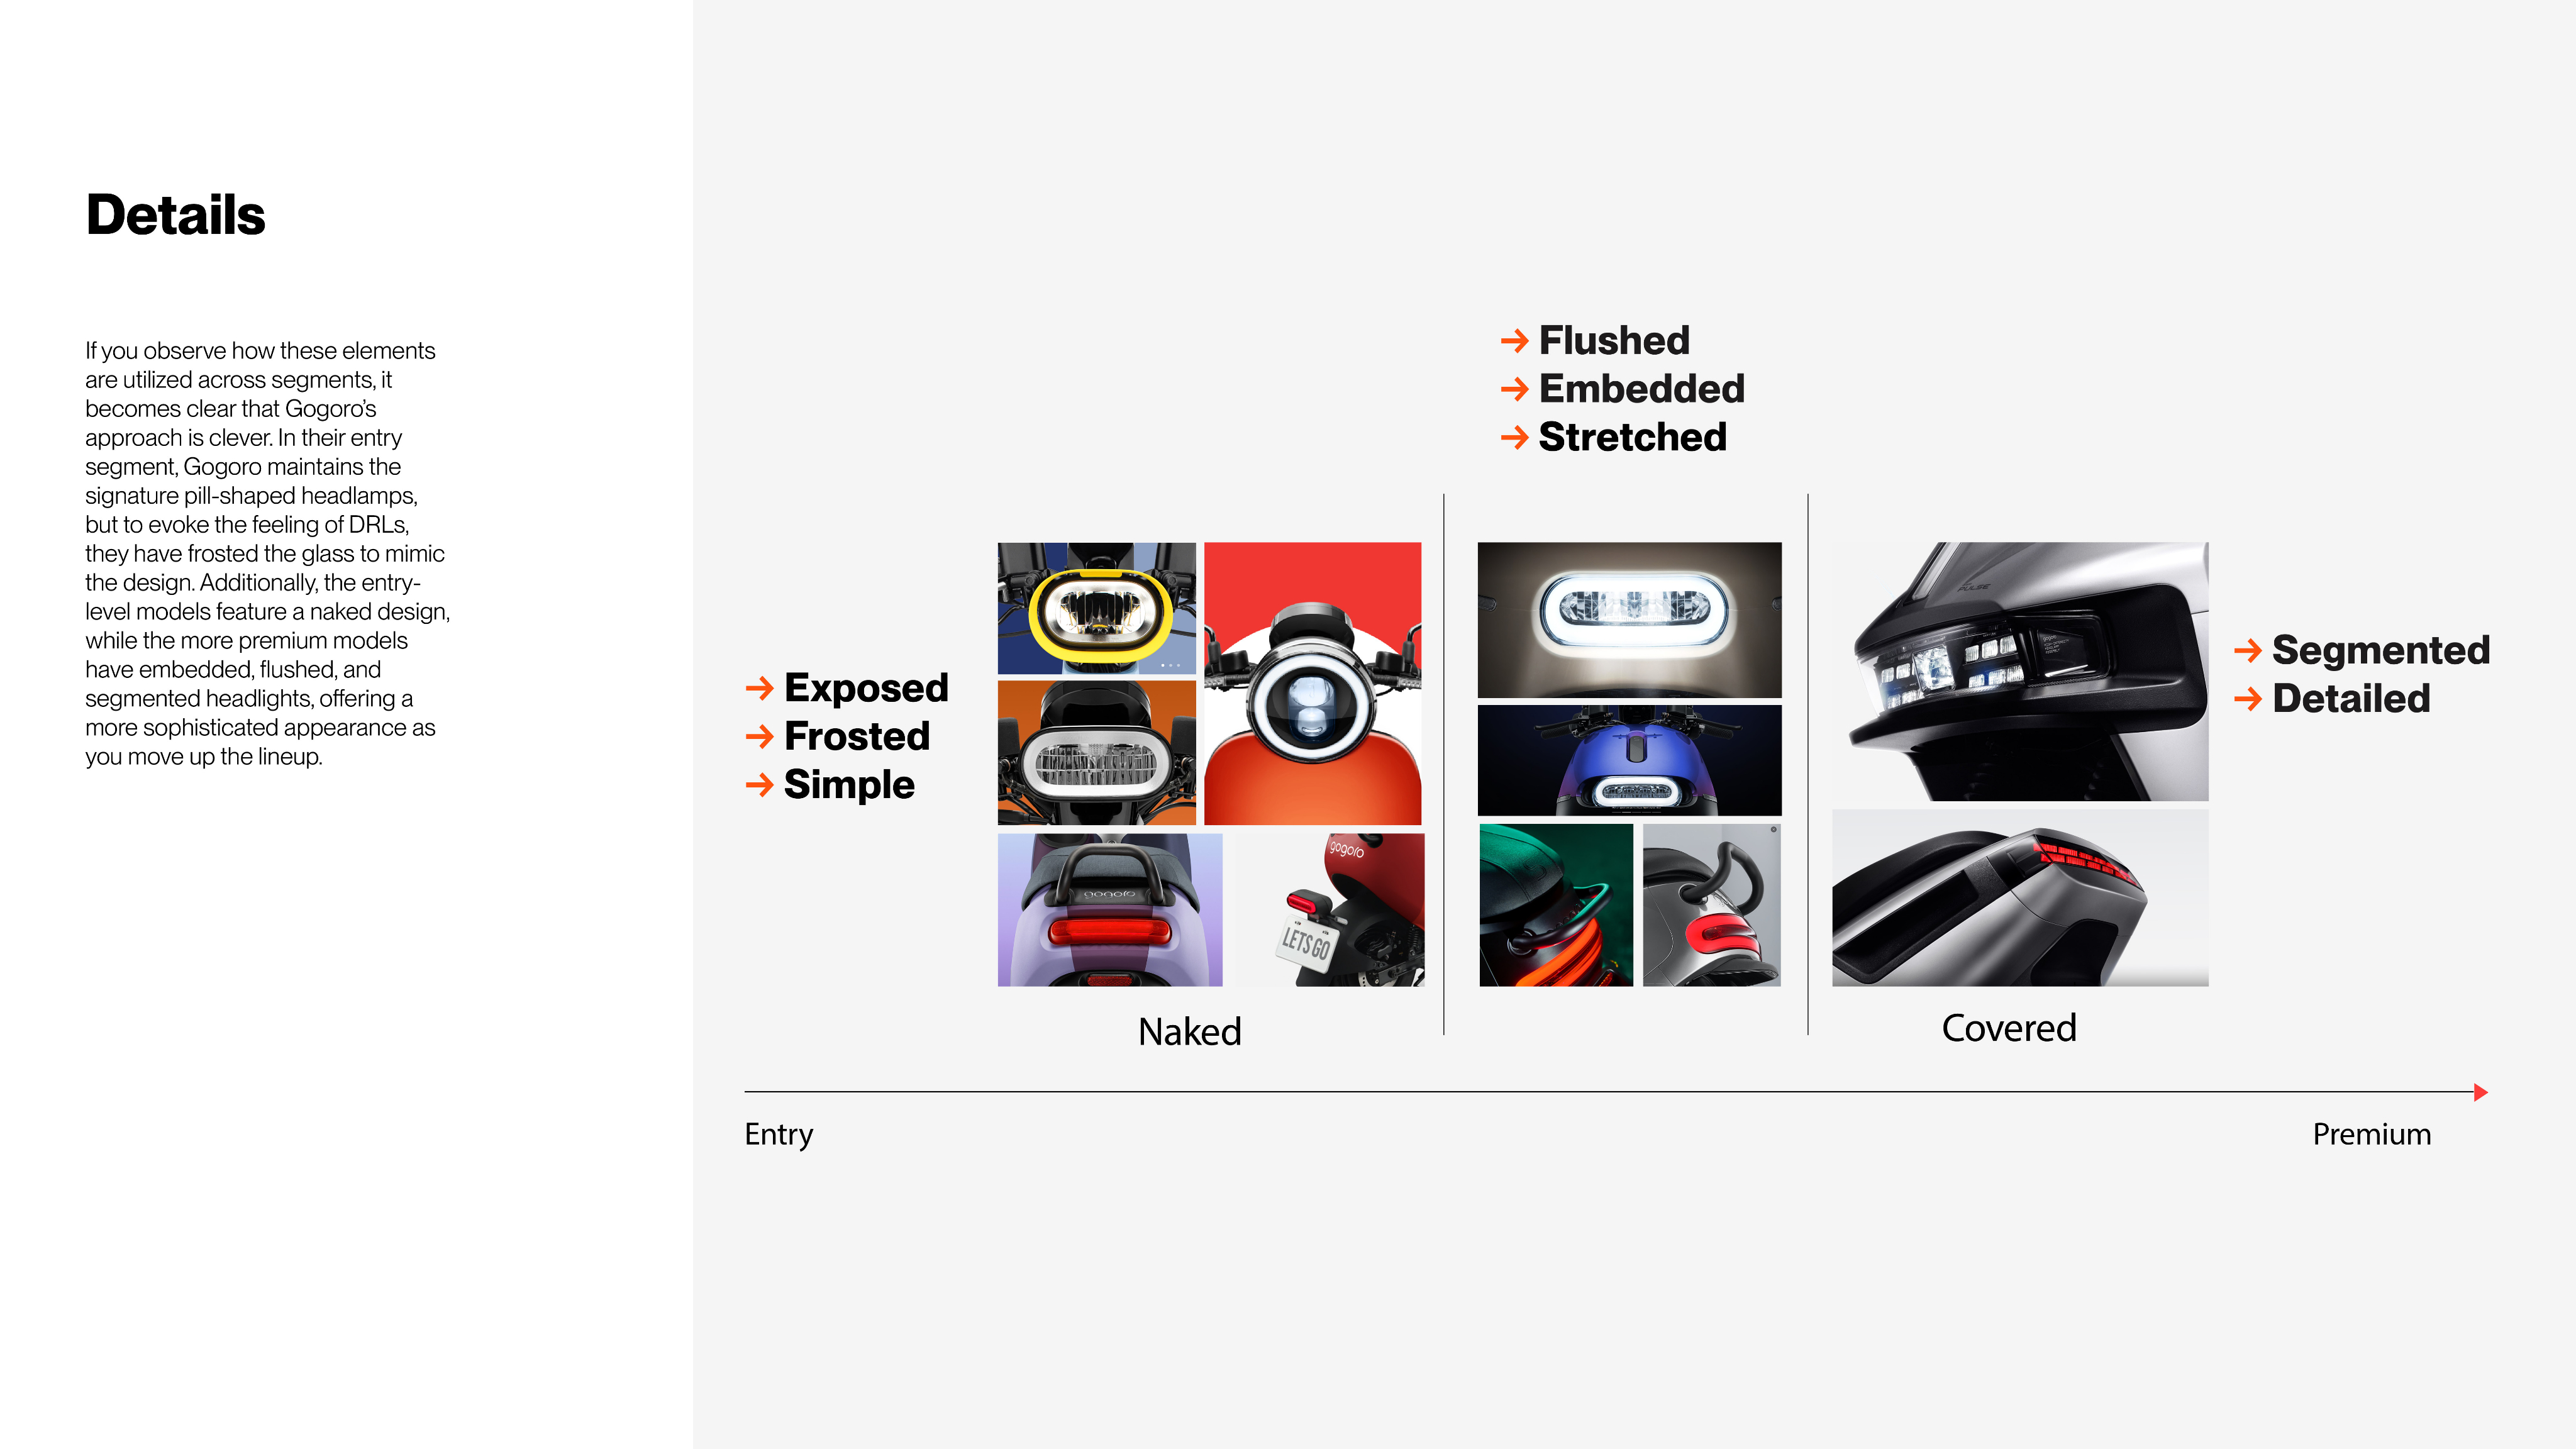 Details
If you observe how these elements
are utilized across segments, it
becomes clear that Gogoro’s
approach is clever. In their entry
segment, Gogoro maintains the
signature pill-shaped headlamps,
but to evoke the feeling of DRLs,
they have frosted the glass to mimic
the design. Additionally, the entry-
level models feature a naked design,
while the more premium models
have embedded, flushed, and
segmented headlights, offering a
more sophisticated appearance as
you move up the lineup.
→ Flushed
→ Embedded
→ Stretched
→ Exposed
→ Frosted
→ Simple
PULSE
gogoro
gogoro
LETS GO
→ Segmented
→ Detailed
Naked
Covered
Entry
Premium